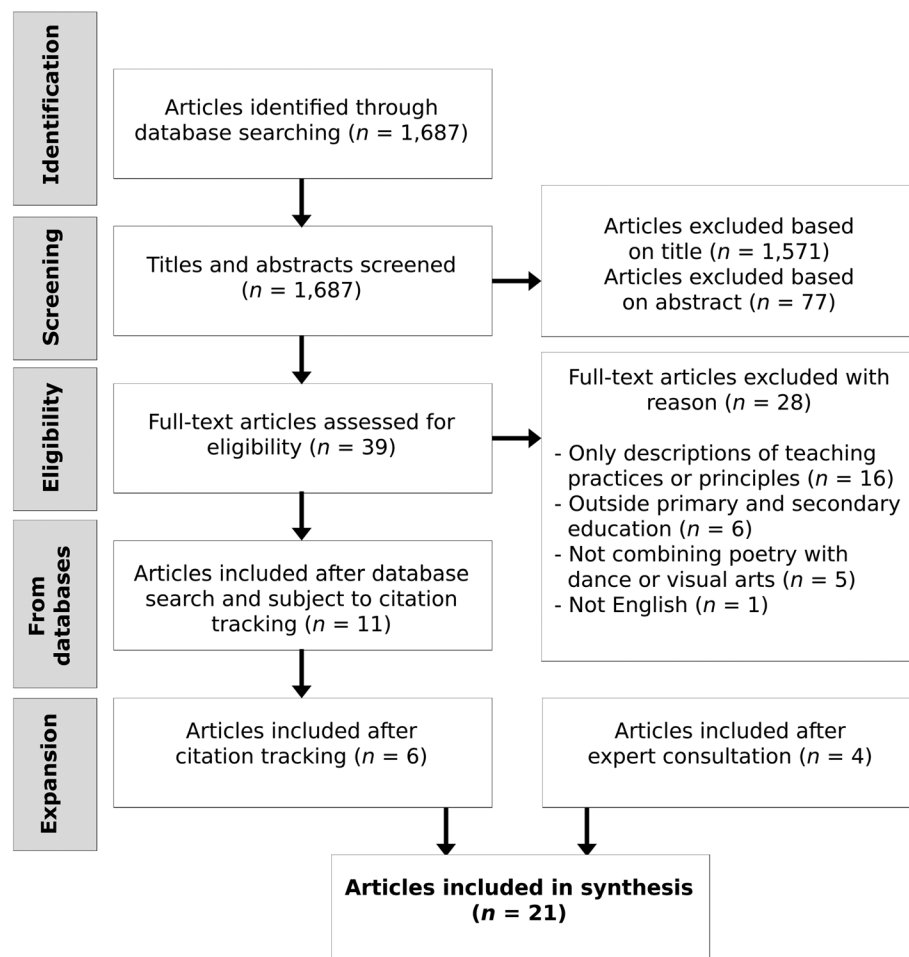 Identification
Articles identified through
database searching (n = 1,687)
Screening
Titles and abstracts screened
(n = 1,687)
Articles excluded based
on title (n = 1,571)
Articles excluded based
on abstract (n = 77)
Eligibility
Full-text articles assessed for
eligibility (n = 39)
Full-text articles excluded with
reason (n = 28)
- Only descriptions of teaching
practices or principles (n = 16)
- Outside primary and secondary
education (n = 6)
- Not combining poetry with
dance or visual arts (n = 5)
- Not English (n = 1)
From
databases
Articles included after database
search and subject to citation
tracking (n = 11)
Expansion
Articles included after
citation tracking (n = 6)
Articles included after
expert consultation (n = 4)
Articles included in synthesis
(n = 21)